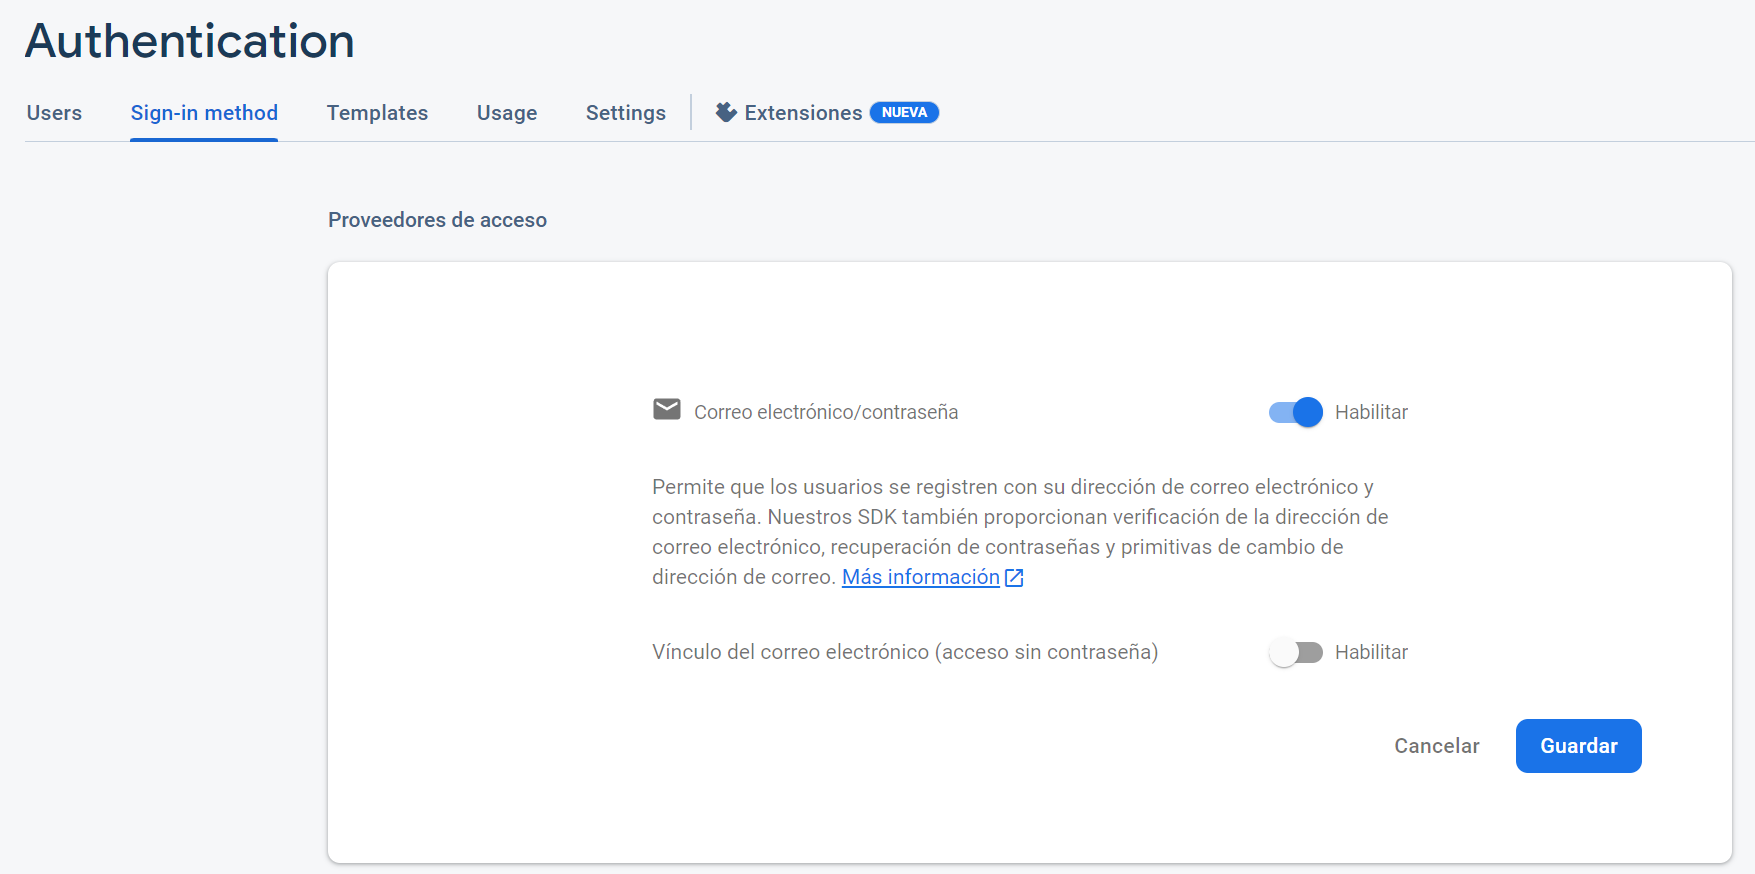 Authentication
Users Sign-in method Templates Usage Settings Extensiones NUEVA
Proveedores de acceso
Correo electrónico/contraseña Habilitar
Permite que los usuarios se registren con su dirección de correo electrónico y
contraseña. Nuestros SDK también proporcionan verificación de la dirección de
correo electrónico, recuperación de contraseñas y primitivas de cambio de
dirección de correo. Más información
Vínculo del correo electrónico (acceso sin contraseña) Habilitar
Cancelar Guardar